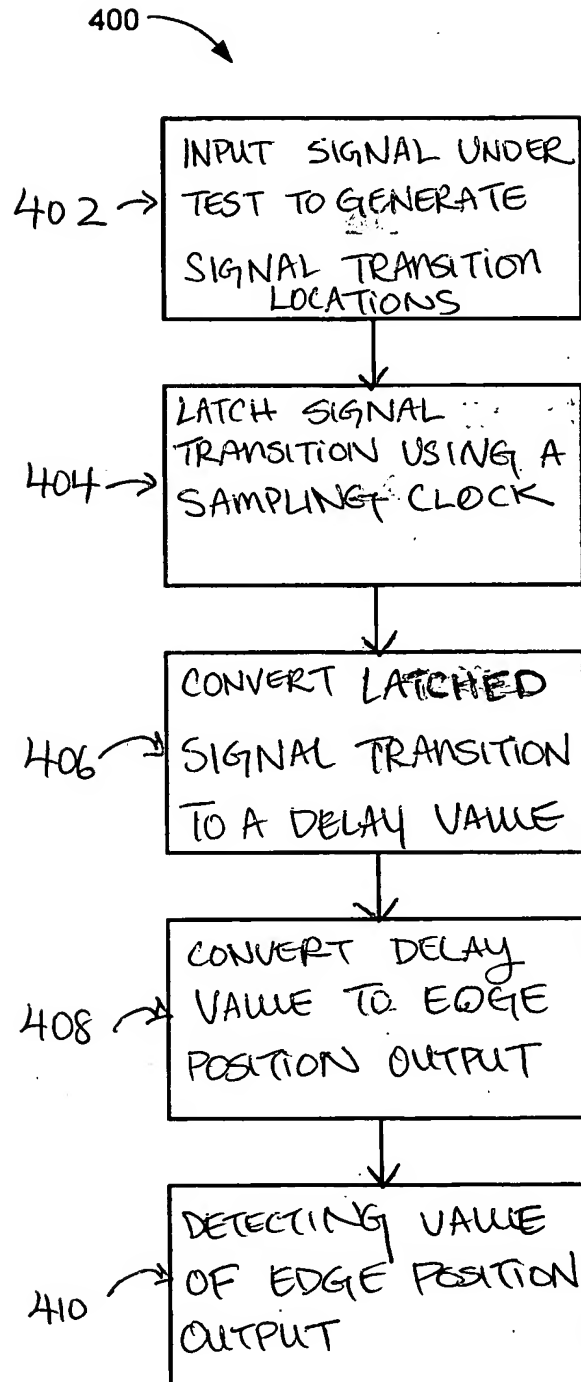 400
402
INPUT SIGNAL UNDER
TEST TO GENERATE
SIGNAL TRANSITION
LOCATIONS
404
LATCH SIGNAL
TRANSITION USING A
SAMPLING CLOCK
406
CONVERT LATCHED
SIGNAL TRANSITION
TO A DELAY VALUE
408
CONVERT DELAY
VALUE TO EDGE
POSITION OUTPUT
410
DETECTING VALUE
OF EDGE POSITION
OUTPUT